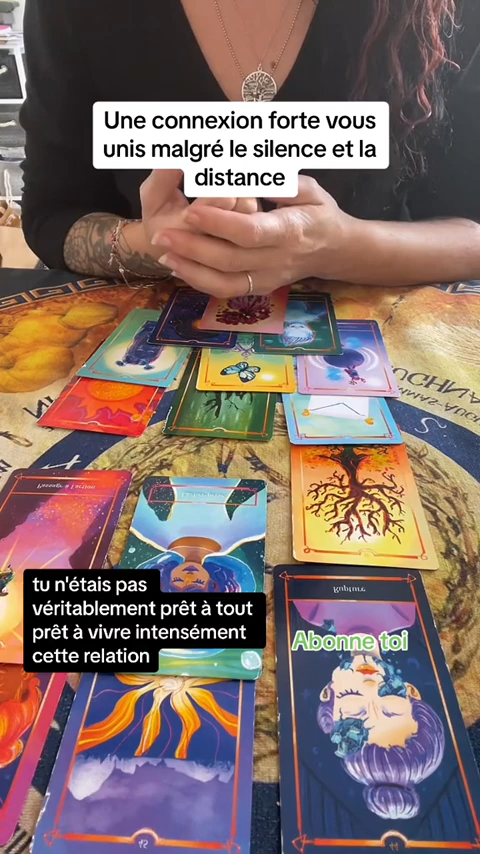 Une connexion forte vous
unis malgré le silence et la
distance
tu n'étais pas
véritablement prêt à tout
prêt à vivre intensément
cette relation
Rupture
Abonne toi